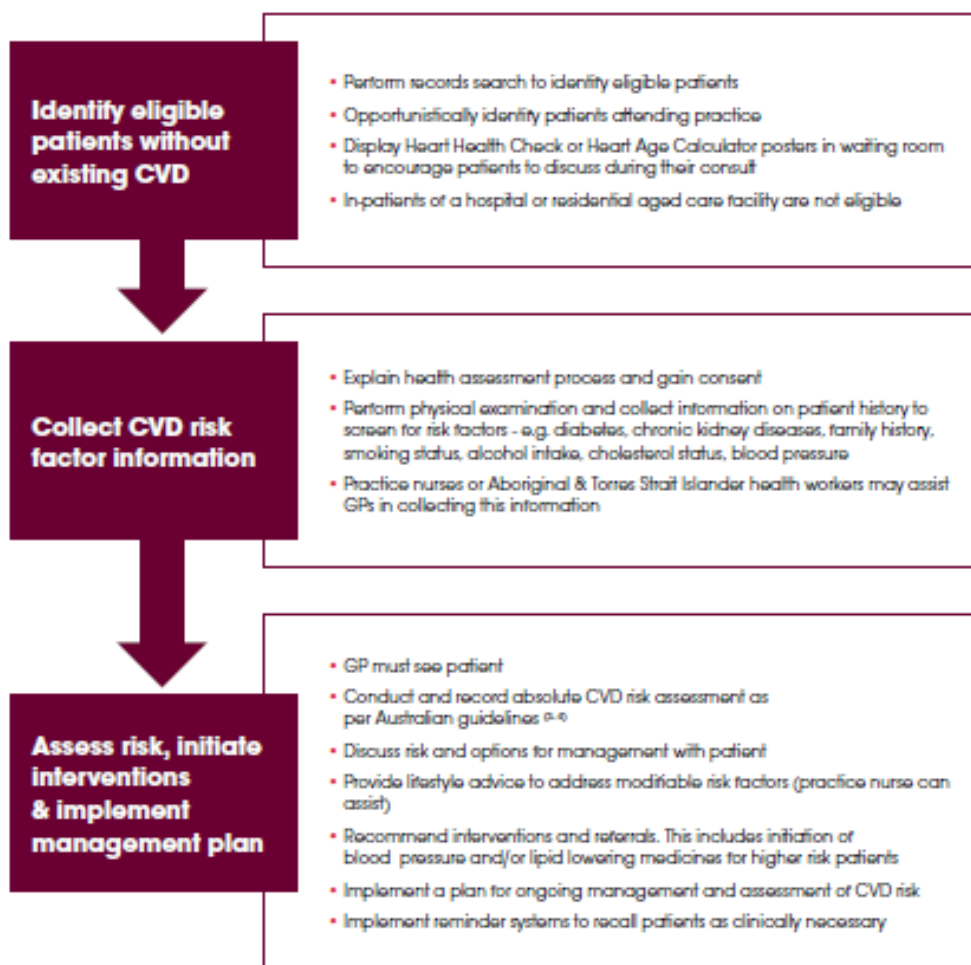 Identify eligible
patients without
existing CVD
• Perform records search to identify eligible patients
• Opportunistically identify patients attending practice
• Display Heart Health Check or Heart Age Calculator posters in waiting room
to encourage patients to discuss during their consult
• In-patients of a hospital or residential aged care facility are not eligible
Collect CVD risk
factor information
• Explain health assessment process and gain consent
• Perform physical examination and collect information on patient history to
screen for risk factors - e.g. diabetes, chronic kidney diseases, family history,
smoking status, alcohol intake, cholesterol status, blood pressure
• Practice nurses or Aboriginal & Torres Strait Islander health workers may assist
GPs in collecting this information
Assess risk, initiate
interventions
& implement
management plan
• GP must see patient
• Conduct and record absolute CVD risk assessment as
per Australian guidelines
• Discuss risk and options for management with patient
• Provide lifestyle advice to address modifiable risk factors (practice nurse can
assist)
• Recommend interventions and referrals. This includes initiation of
blood pressure and/or lipid lowering medicines for higher risk patients
• Implement a plan for ongoing management and assessment of CVD risk
• Implement reminder systems to recall patients as clinically necessary